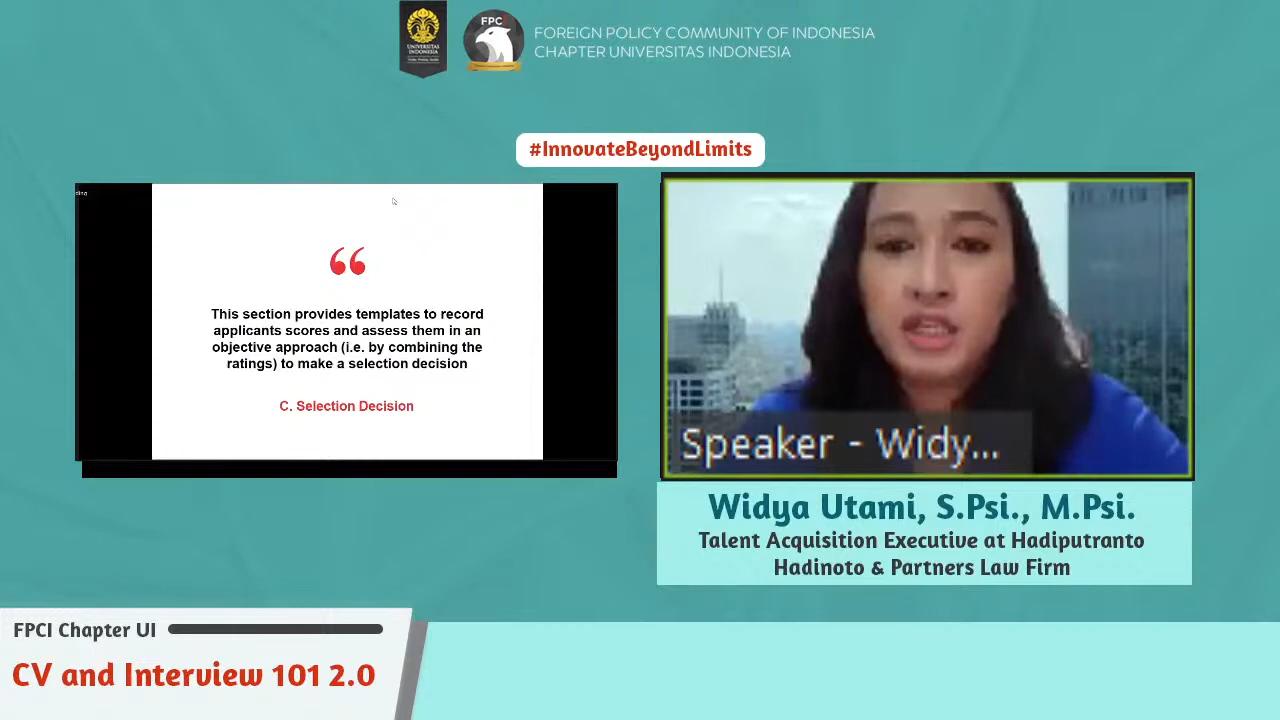 UNIVERSITAS
INDONESIA
FPC
FOREIGN POLICY COMMUNITY OF INDONESIA
CHAPTER UNIVERSITAS INDONESIA
#InnovateBeyondLimits
ding
“
This section provides templates to record
applicants scores and assess them in an
objective approach (i.e. by combining the
ratings) to make a selection decision
C. Selection Decision
Speaker - Widy...
Widya Utami, S.Psi., M.Psi.
Talent Acquisition Executive at Hadiputranto
Hadinoto & Partners Law Firm
FPCI Chapter UI
CV and Interview 101 2.0